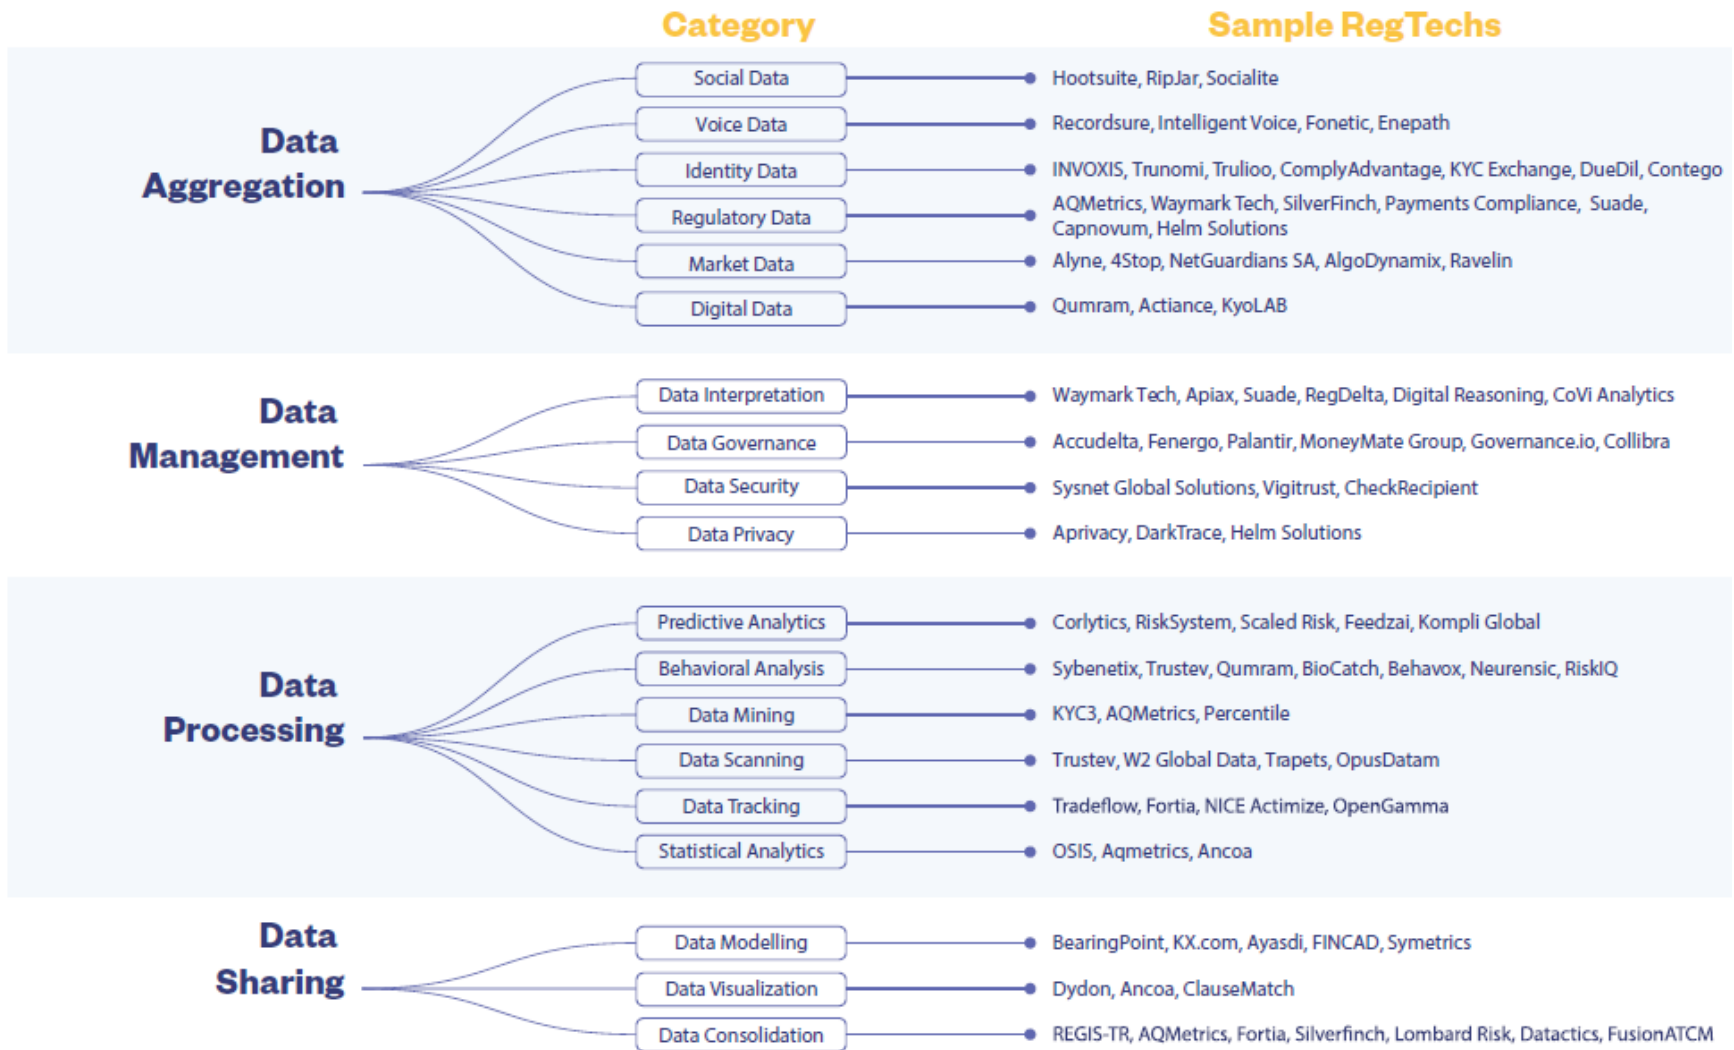 Category
Sample RegTechs
Data
Aggregation
Social Data
Hootsuite, RipJar, Socialite
Voice Data
Recordsure, Intelligent Voice, Fonetic, Enepath
Identity Data
INVOXIS, Trunomi, Trulioo, ComplyAdvantage, KYC Exchange, DueDil, Contego
Regulatory Data
AQMetrics, Waymark Tech, SilverFinch, Payments Compliance, Suade,
Capnovum, Helm Solutions
Market Data
Alyne, 4Stop, NetGuardians SA, AlgoDynamix, Ravelin
Digital Data
Qumram, Actiance, KyoLAB
Data
Management
Data Interpretation
Waymark Tech, Apiax, Suade, RegDelta, Digital Reasoning, CoVi Analytics
Data Governance
Accudelta, Fenergo, Palantir, MoneyMate Group, Governance.io, Collibra
Data Security
Sysnet Global Solutions, Vigitrust, CheckRecipient
Data Privacy
Aprivacy, DarkTrace, Helm Solutions
Data
Processing
Predictive Analytics
Corlytics, RiskSystem, Scaled Risk, Feedzai, Kompli Global
Behavioral Analysis
Sybenetix, Trustev, Qumram, BioCatch, Behavox, Neurensic, RiskIQ
Data Mining
KYC3, AQMetrics, Percentile
Data Scanning
Trustev, W2 Global Data, Trapets, OpusDatam
Data Tracking
Tradeflow, Fortia, NICE Actimize, OpenGamma
Statistical Analytics
OSIS, Aqmetrics, Ancoa
Data
Sharing
Data Modelling
BearingPoint, KX.com, Ayasdi, FINCAD, Symetrics
Data Visualization
Dydon, Ancoa, ClauseMatch
Data Consolidation
REGIS-TR, AQMetrics, Fortia, Silverfinch, Lombard Risk, Datactics, FusionATCM